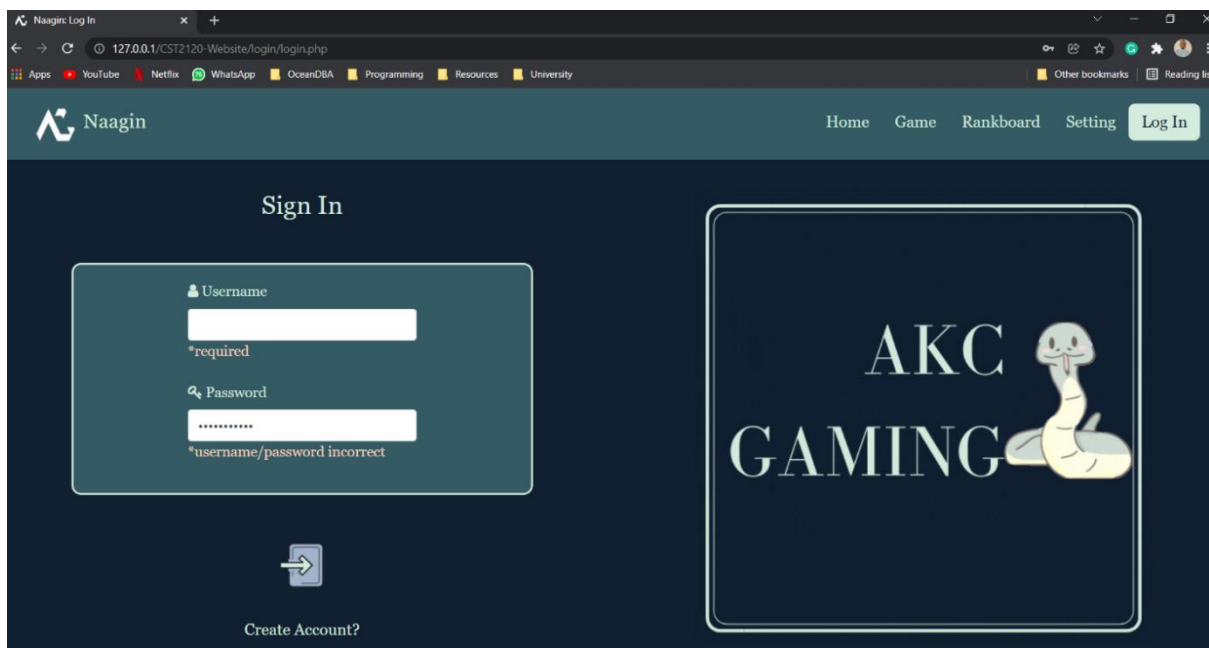 Naagin: Log In
127.0.0.1/CST2120-Website/login/login.php
Apps YouTube Netflix WhatsApp OceanDBA Programming Resources University Other bookmarks Reading lis
Naagin Home Game Rankboard Setting Log In
Sign In
Username
*required
Password
*username/password incorrect
Create Account?
AKC
GAMING